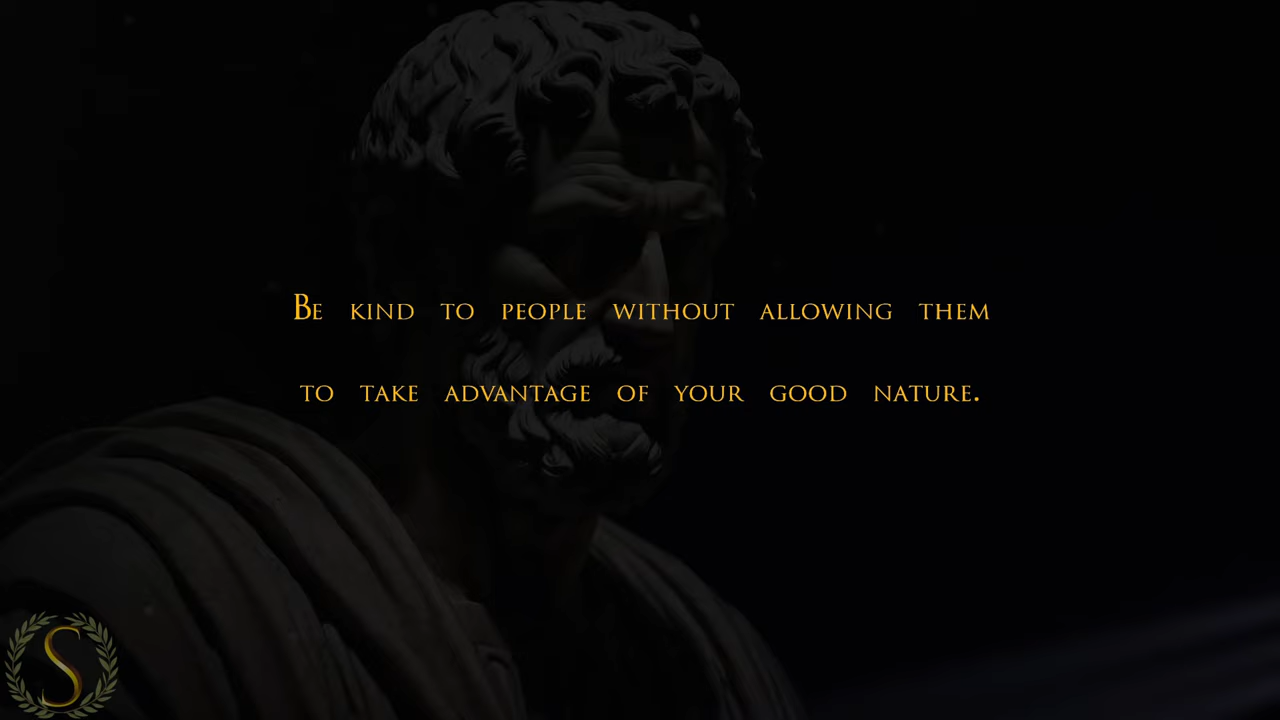 Be kind to people without allowing them
to take advantage of your good nature.
S